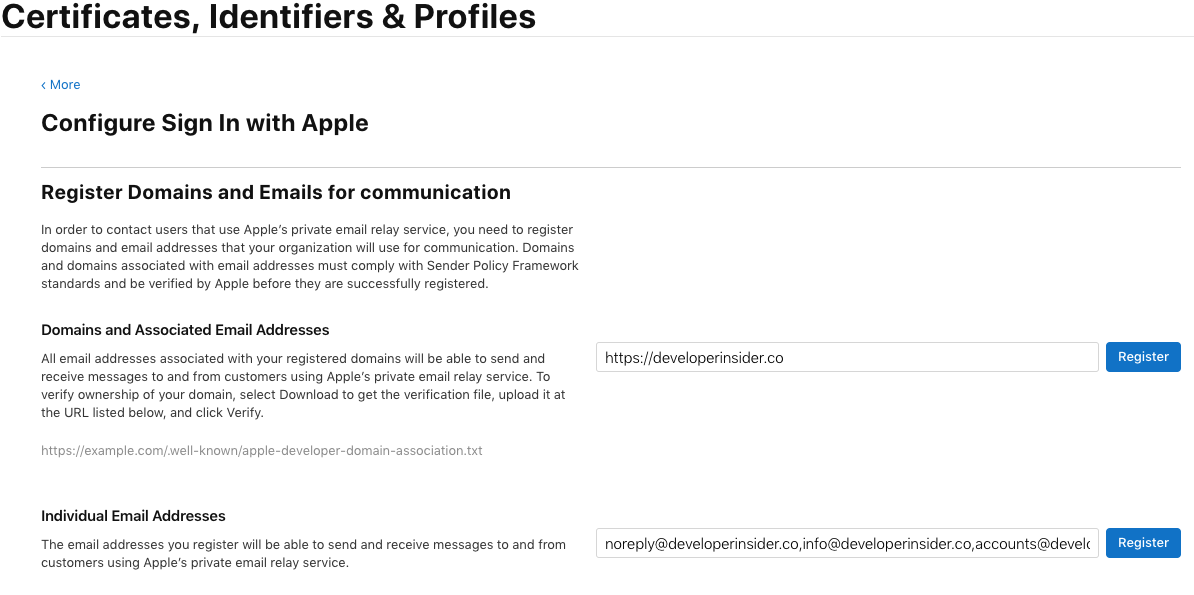 Certificates, Identifiers & Profiles
‹ More
Configure Sign In with Apple
Register Domains and Emails for communication
In order to contact users that use Apple’s private email relay service, you need to register
domains and email addresses that your organization will use for communication. Domains
and domains associated with email addresses must comply with Sender Policy Framework
standards and be verified by Apple before they are successfully registered.
Domains and Associated Email Addresses
All email addresses associated with your registered domains will be able to send and
receive messages to and from customers using Apple’s private email relay service. To
verify ownership of your domain, select Download to get the verification file, upload it at
the URL listed below, and click Verify.
https://example.com/.well-known/apple-developer-domain-association.txt
https://developerinsider.co
Register
Individual Email Addresses
The email addresses you register will be able to send and receive messages to and from
customers using Apple’s private email relay service.
noreply@developerinsider.co,info@developerinsider.co,accounts@develo
Register